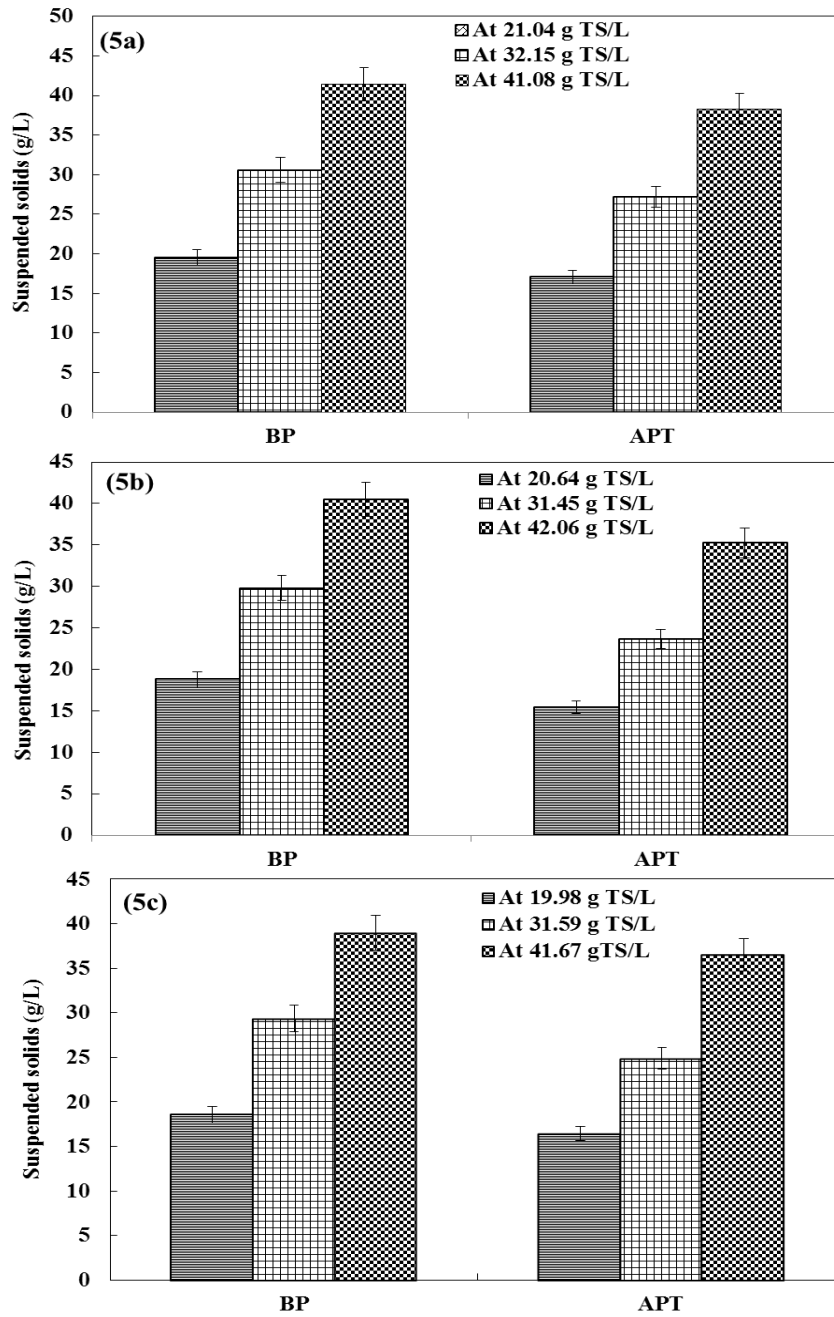 (5a)
At 21.04 g TS/L
At 32.15 g TS/L
At 41.08 g TS/L
Suspended solids (g/L)
50
45
40
35
30
25
20
15
10
5
0
BP
APT
(5b)
At 20.64 g TS/L
At 31.45 g TS/L
At 42.06 g TS/L
Suspended solids (g/L)
45
40
35
30
25
20
15
10
5
0
BP
APT
(5c)
At 19.98 g TS/L
At 31.59 g TS/L
At 41.67 gTS/L
Suspended solids (g/L)
45
40
35
30
25
20
15
10
5
0
BP
APT